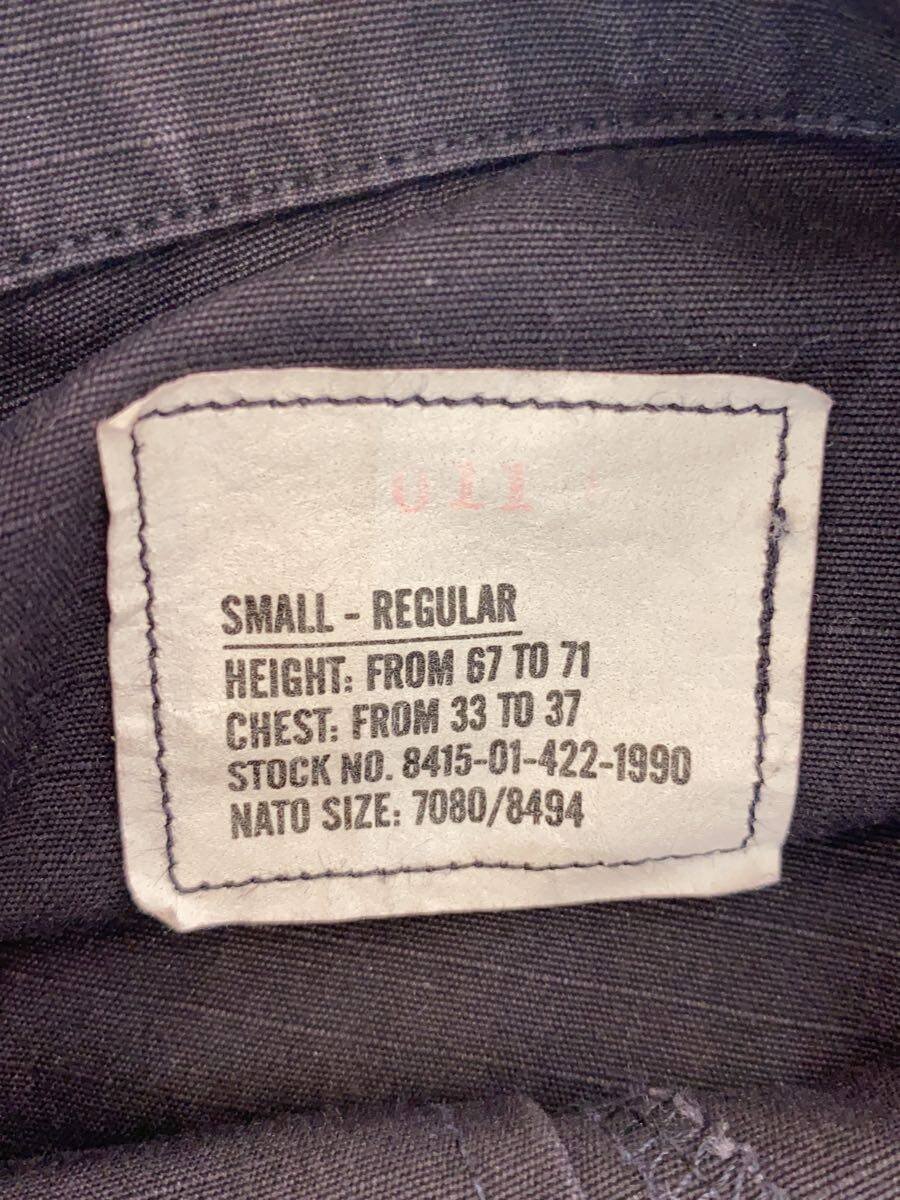 011
SMALL - REGULAR
HEIGHT: FROM 67 TO 71
CHEST: FROM 33 TO 37
STOCK NO. 8415-01-422-1990
NATO SIZE: 7080/8494